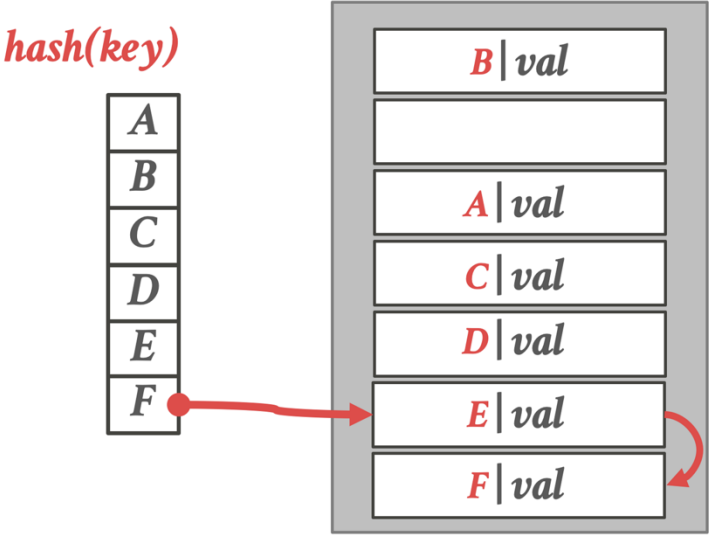 hash(key)
A
B
C
D
E
F
B|val
A|val
C|val
D|val
E|val
F|val